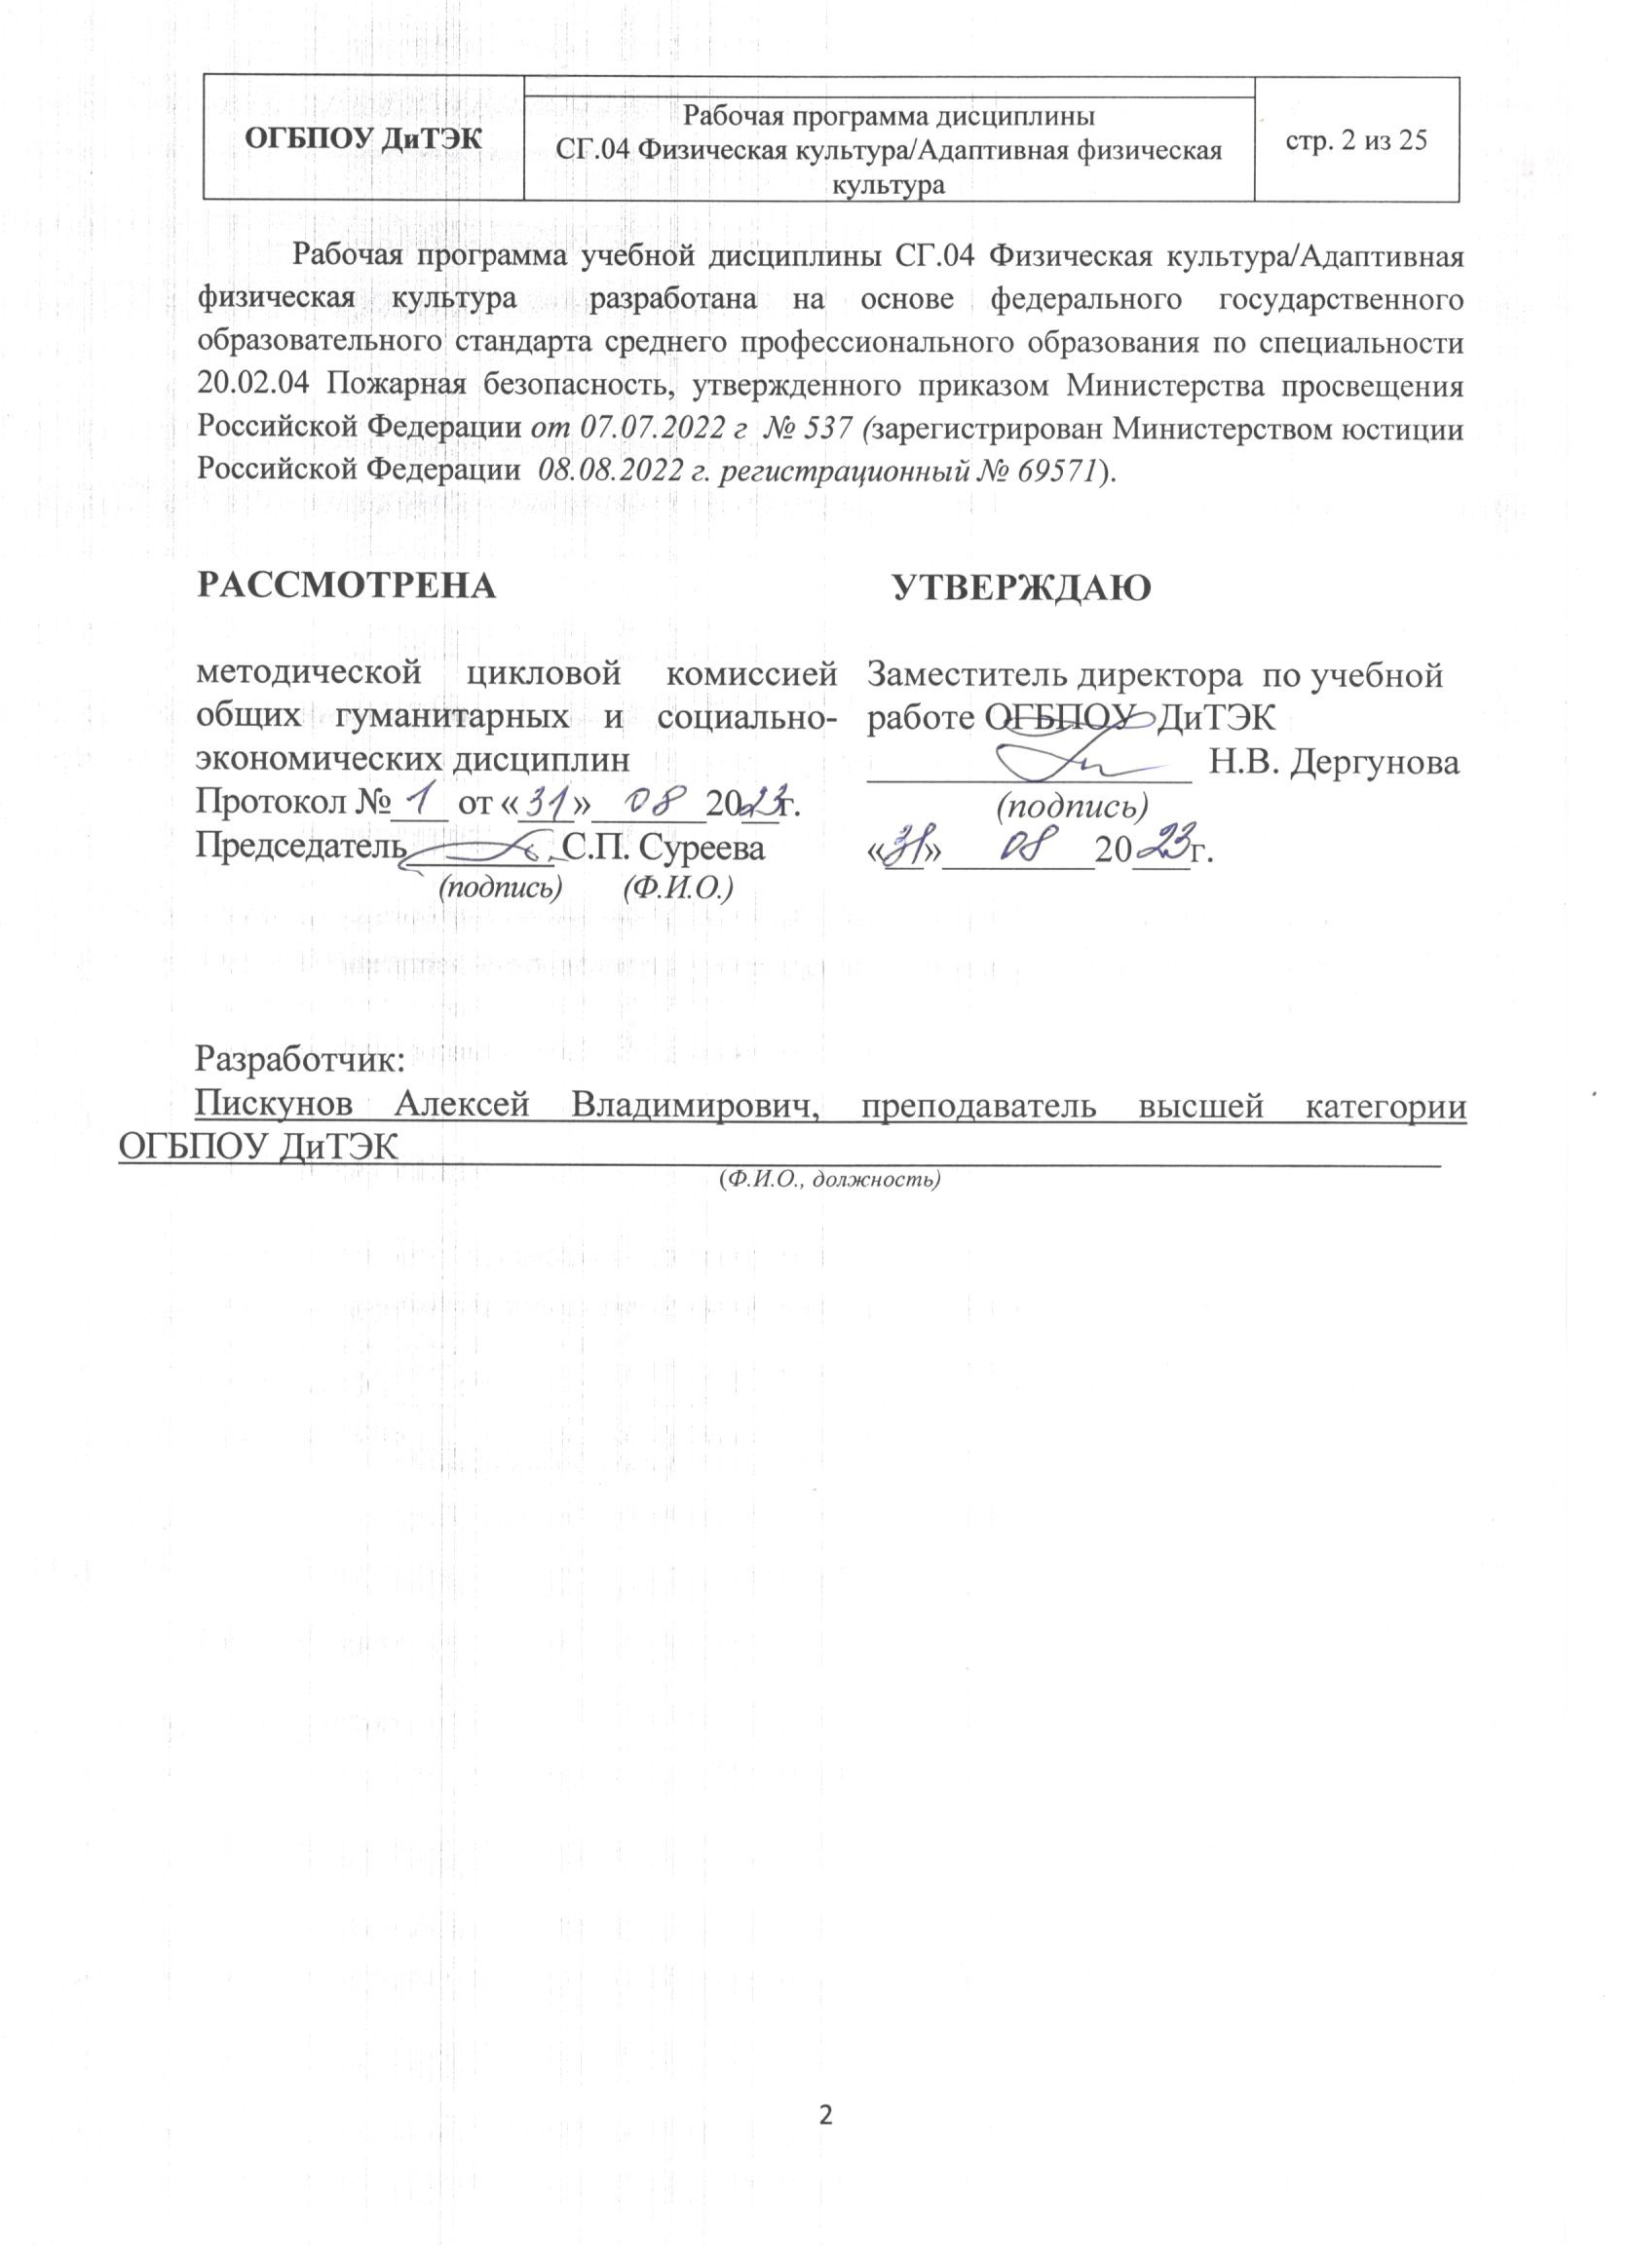 ОГБПОУ ДиТЭК
Рабочая программа дисциплины
СГ.04 Физическая культура/Адаптивная физическая
культура
стр. 2 из 25
Рабочая программа учебной дисциплины СГ.04 Физическая культура/Адаптивная
физическая культура разработана на основе федерального государственного
образовательного стандарта среднего профессионального образования по специальности
20.02.04 Пожарная безопасность, утвержденного приказом Министерства просвещения
Российской Федерации от 07.07.2022 г № 537 (зарегистрирован Министерством юстиции
Российской Федерации 08.08.2022 г. регистрационный № 69571).
РАССМОТРЕНА
методической цикловой комиссией
общих гуманитарных и социально-
экономических дисциплин
Протокол № 1 от «31» 08 2023г.
Председатель С.П. Суреева
(подпись) (Ф.И.О.)
УТВЕРЖДАЮ
Заместитель директора по учебной
работе ОГБПОУ ДиТЭК
Н.В. Дергунова
(подпись)
«31» 08 2023г.
Разработчик:
Пискунов Алексей Владимирович, преподаватель высшей категории
ОГБПОУ ДиТЭК
(Ф.И.О., должность)
2